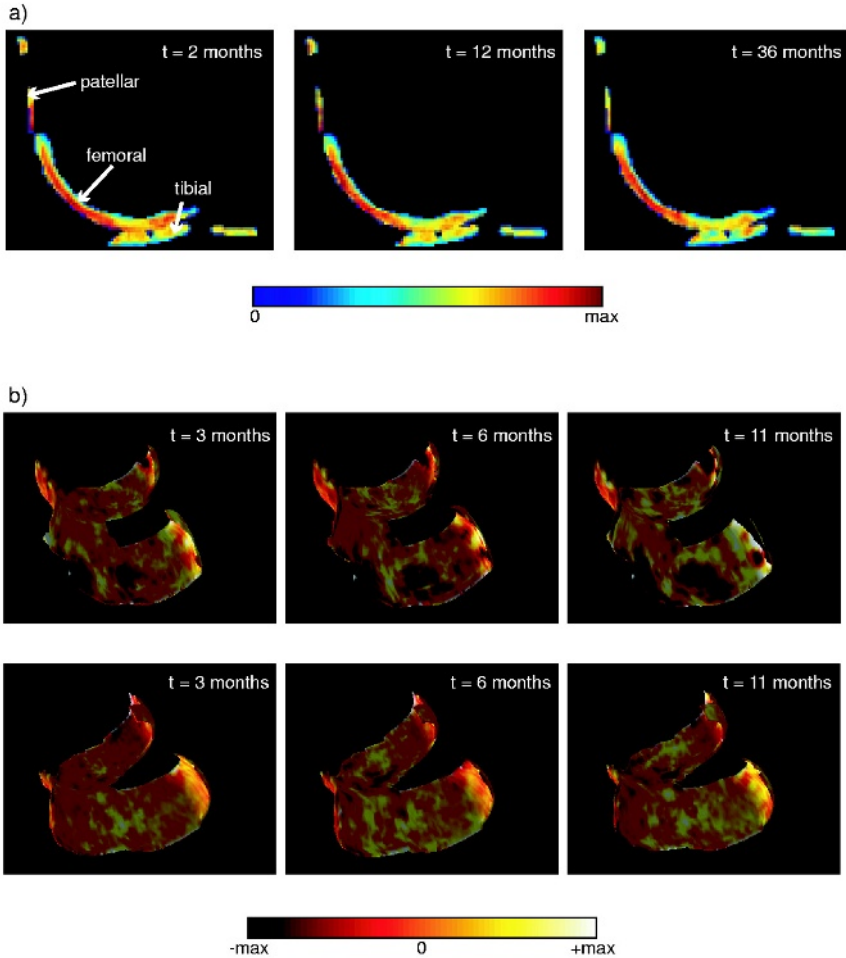 a)
t = 2 months
t = 12 months
t = 36 months
patellar
femoral
tibial
0
max
b)
t = 3 months
t = 6 months
t = 11 months
t = 3 months
t = 6 months
t = 11 months
-max
0
+max